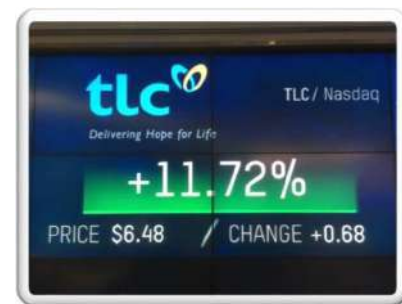 tlc
TLC / Nasdaq
Delivering Hope for Life
+11.72%
PRICE $6.48 / CHANGE +0.68